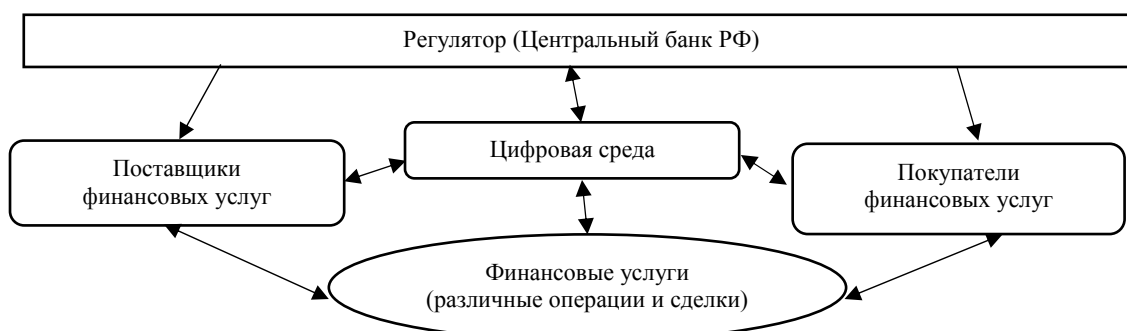 Регулятор (Центральный банк РФ)
Цифровая среда
Поставщики
финансовых услуг
Покупатели
финансовых услуг
Финансовые услуги
(различные операции и сделки)